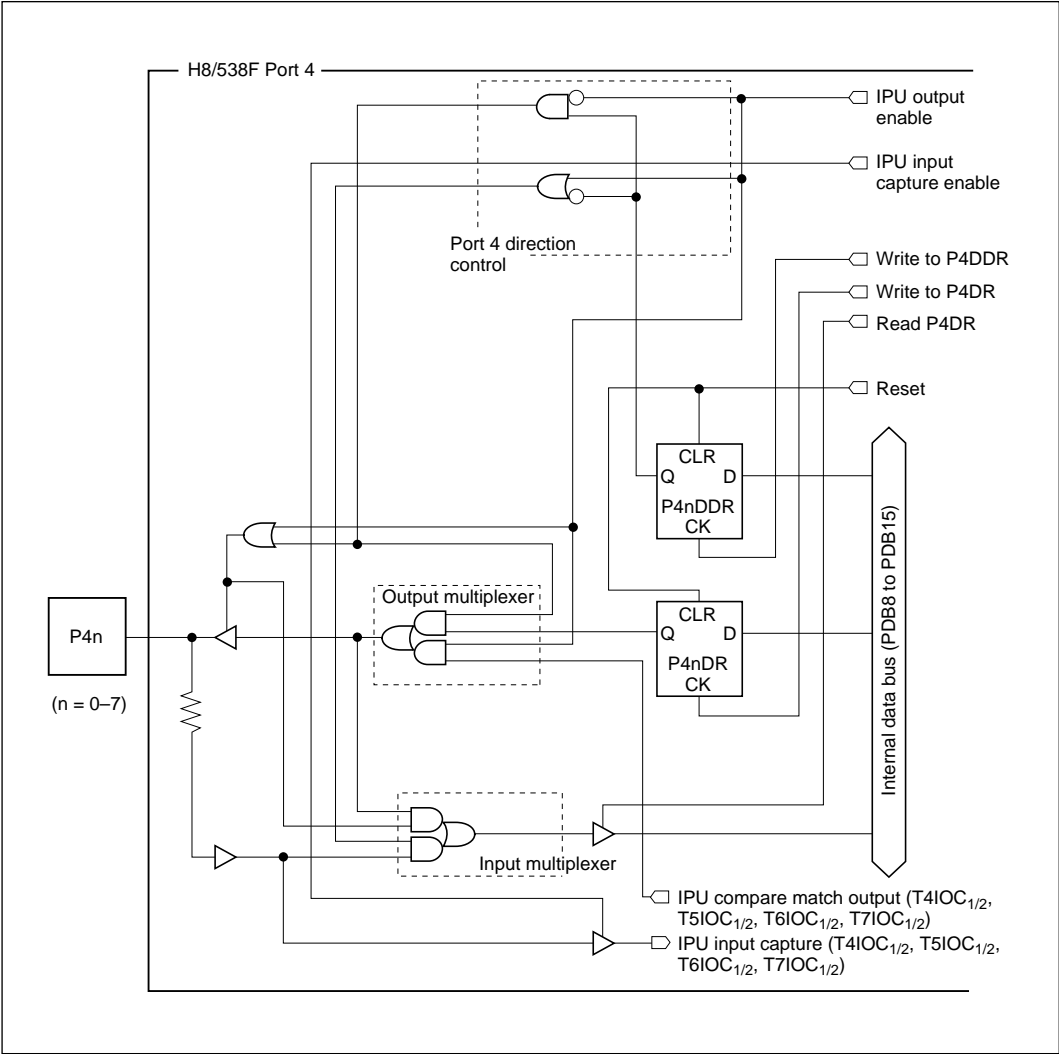 H8/538F Port 4
IPU output
enable
IPU input
capture enable
Port 4 direction
control
Write to P4DDR
Write to P4DR
Read P4DR
Reset
CLR
Q D
P4nDDR
CK
Internal data bus (PDB8 to PDB15)
Output multiplexer
CLR
Q D
P4nDR
CK
P4n
(n = 0–7)
Input multiplexer
IPU compare match output (T4IOC1/2,
T5IOC1/2, T6IOC1/2, T7IOC1/2)
IPU input capture (T4IOC1/2, T5IOC1/2,
T6IOC1/2, T7IOC1/2)